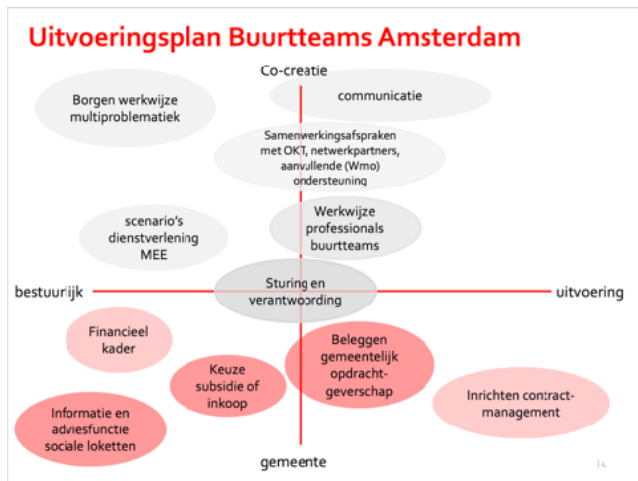 Uitvoeringsplan Buurtteams Amsterdam
Co-creatie
Borgen werkwijze
multiproblematiek
communicatie
Samenwerkingsafspraken
met OKT, netwerkpartners,
aanvullende (Wmo)
ondersteuning
scenario's
dienstverlening
MEE
Werkwijze
professionals
buurtteams
bestuurlijk
Sturing en
verantwoording
uitvoering
Financieel
kader
Beleggen
gemeentelijk
opdracht-
geverschap
Keuze
subsidie of
inkoop
Inrichten contract-
management
Informatie en
adviesfunctie
sociale loketten
gemeente
| 4